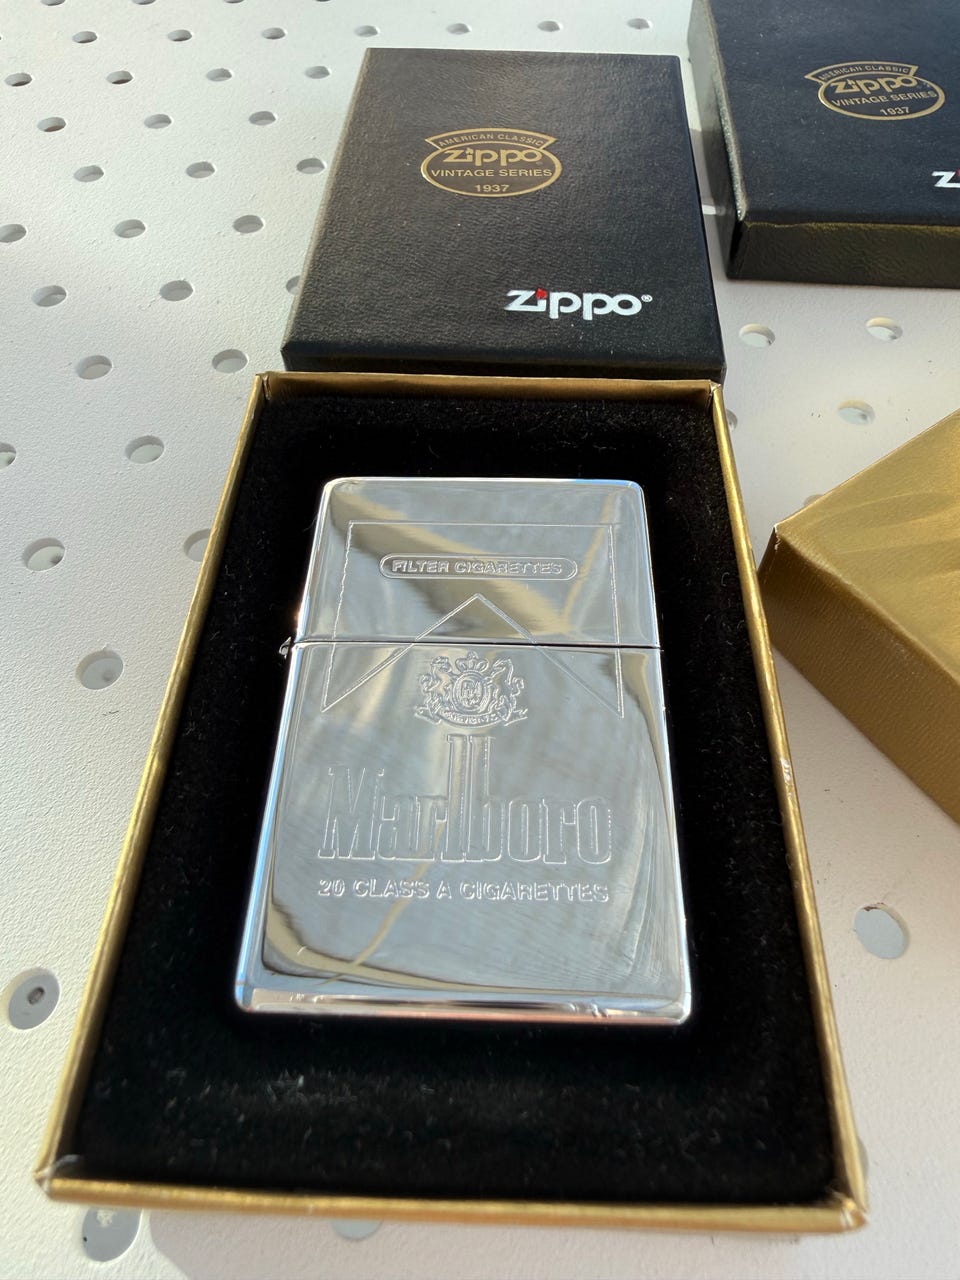 AMERICAN CLASSIC
Zippo
VINTAGE SERIES
1937
Zippo®
AMERICAN CLASSIC
Zippo
VINTAGE SERIES
1937
FILTER CIGARETTES
Marlboro
20 CLASS A CIGARETTES